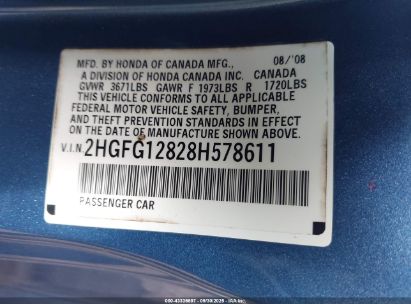 MFD. BY HONDA OF CANADA MFG., 08/'08
A DIVISION OF HONDA CANADA INC. CANADA
GVWR 3671LBS GAWR F 1973LBS R 1720LBS
THIS VEHICLE CONFORMS TO ALL APPLICABLE
FEDERAL MOTOR VEHICLE SAFETY, BUMPER,
AND THEFT PREVENTION STANDARDS IN EFFECT
ON THE DATE OF MANUFACTURE SHOWN ABOVE.
V.I.N. 2HGFG12828H578611
PASSENGER CAR